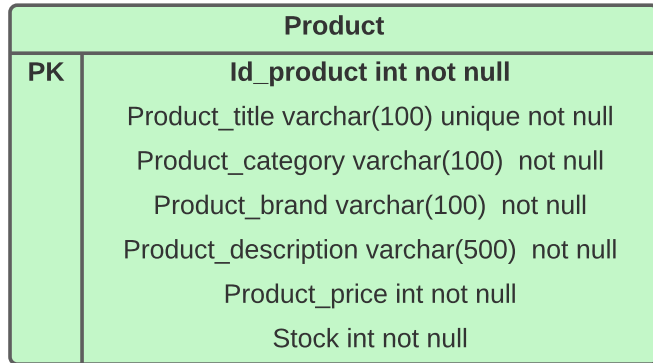 Product
PK Id_product int not null
Product_title varchar(100) unique not null
Product_category varchar(100)  not null
Product_brand varchar(100)  not null
Product_description varchar(500)  not null
Product_price int not null
Stock int not null